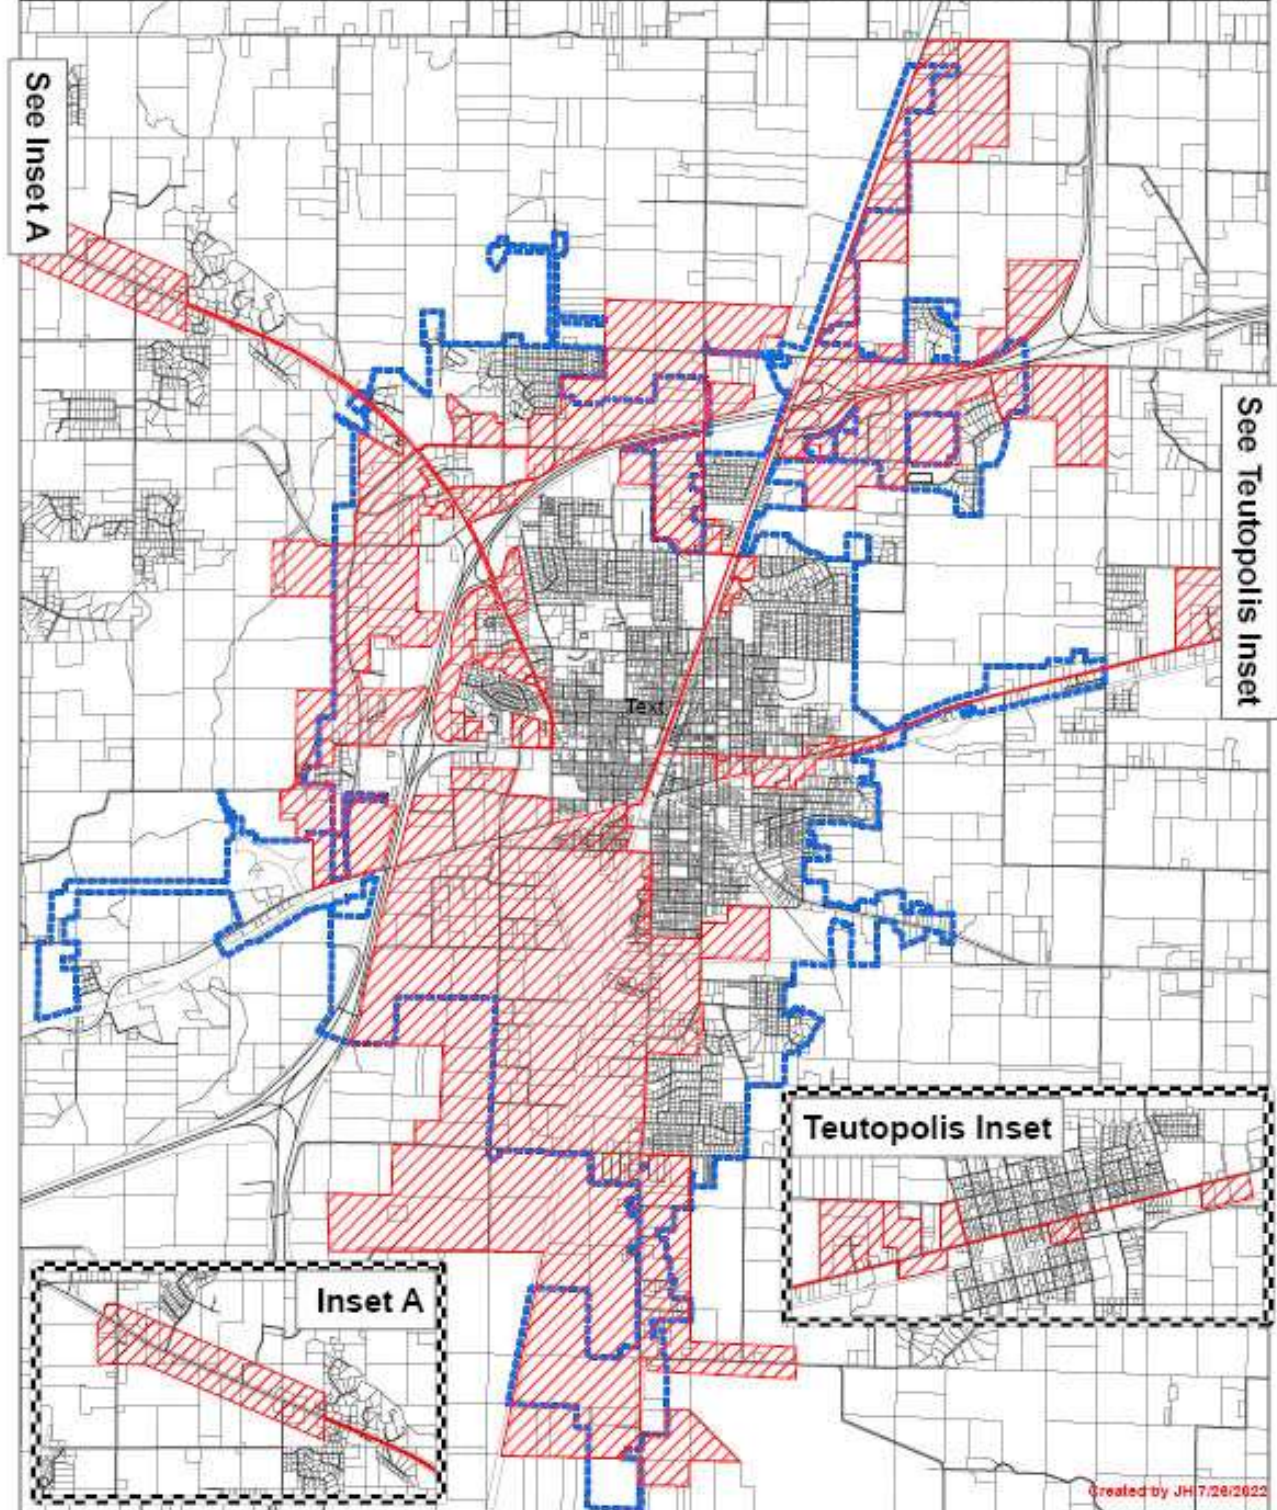 See Inset A
See Teutopolis Inset
Text
Teutopolis Inset
Inset A
Created by JH 7/26/2022